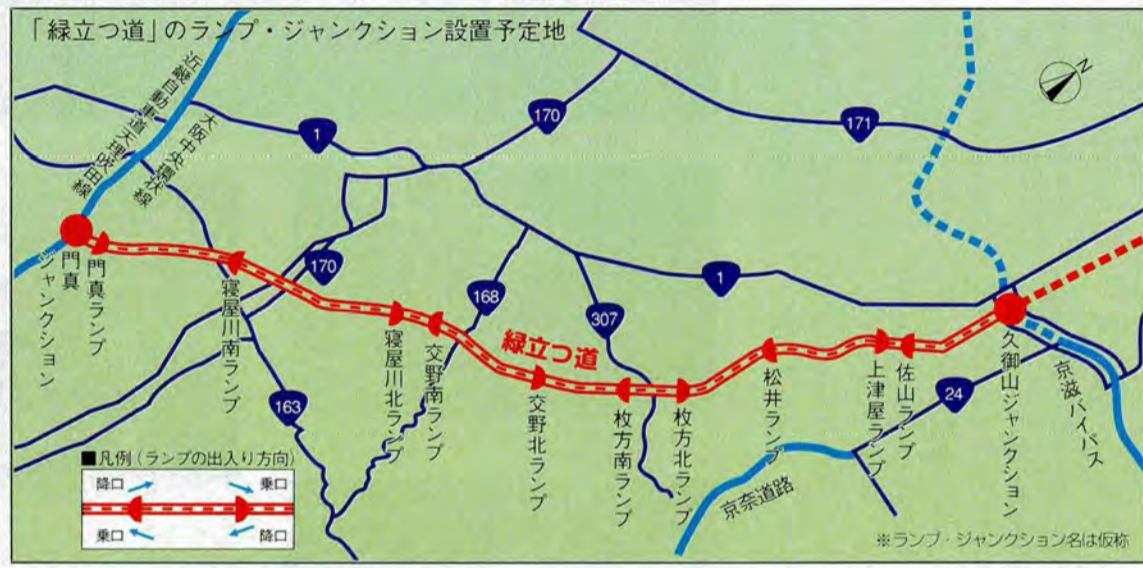 「緑立つ道」のランプ・ジャンクション設置予定地
近畿自動車道天理吹田線
大阪中央環状線
1
170
171
N
門真
ジャンクション
門真ランプ
寝屋川南ランプ
170
163
寝屋川北ランプ
交野南ランプ
168
緑立つ道
交野北ランプ
307
枚方南ランプ
枚方北ランプ
1
松井ランプ
上津屋ランプ
佐山ランプ
24
久御山ジャンクション
京滋バイパス
京奈道路
■凡例(ランプの出入り方向)
降口
乗口
乗口
降口
※ランプ・ジャンクション名は仮称